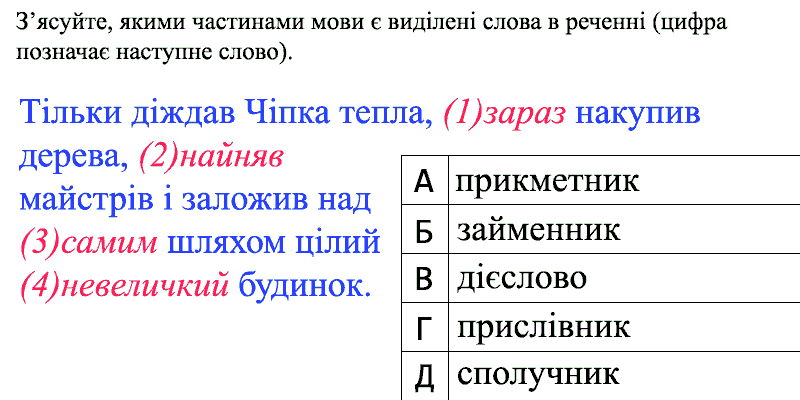 З’ясуйте, якими частинами мови є виділені слова в реченні (цифра
позначає наступне слово).
Тільки діждав Чіпка тепла, (1)зараз накупив
дерева, (2)найняв
майстрів і заложив над
(3)самим шляхом цілий
(4)невеличкий будинок.
А прикметник
Б займенник
В дієслово
Г прислівник
Д сполучник